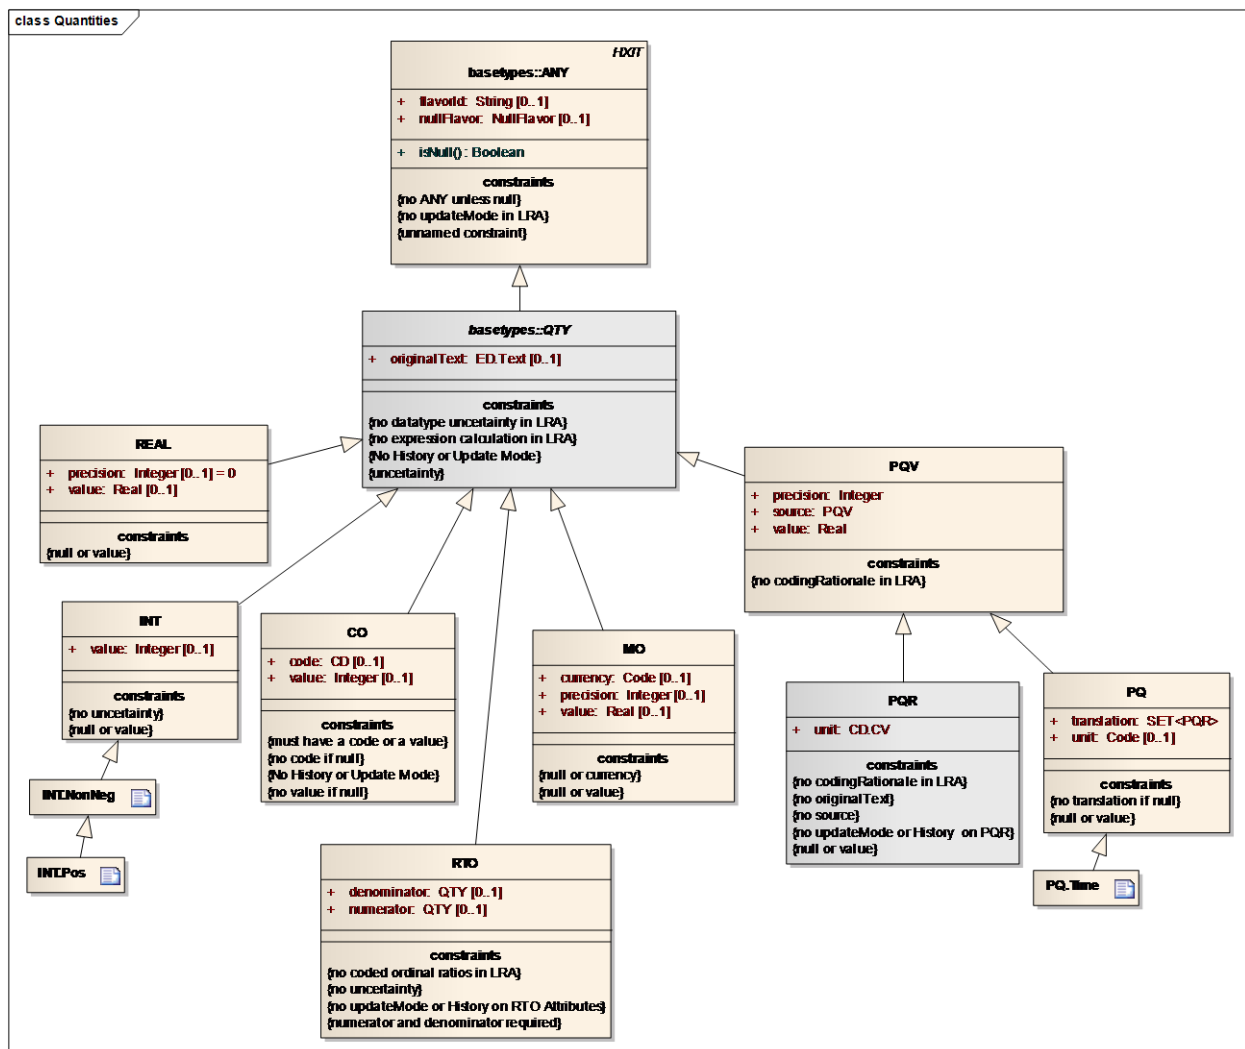 class Quantities
HXIT
basetypes::ANY
+ flavorId: String [0..1]
+ nullFlavor: NullFlavor [0..1]
+ isNull() : Boolean
constraints
{no ANY unless null}
{no updateMode in LRA}
{unnamed constraint}
basetypes::QTY
+ originalText: ED.Text [0..1]
constraints
{no datatype uncertainty in LRA}
{no expression calculation in LRA}
{No History or Update Mode}
{uncertainty}
REAL
+ precision: Integer [0..1] = 0
+ value: Real [0..1]
constraints
{null or value}
PQV
+ precision: Integer
+ source: PQV
+ value: Real
constraints
{no codingRationale in LRA}
INT
+ value: Integer [0..1]
constraints
{no uncertainty}
{null or value}
CO
+ code: CD [0..1]
+ value: Integer [0..1]
constraints
{must have a code or a value}
{no code if null}
{No History or Update Mode}
{no value if null}
MO
+ currency: Code [0..1]
+ precision: Integer [0..1]
+ value: Real [0..1]
constraints
{null or currency}
{null or value}
PQR
+ unit: CD.CV
constraints
{no codingRationale in LRA}
{no originalText}
{no source}
{no updateMode or History on PQR}
{null or value}
PQ
+ translation: SET<PQR>
+ unit: Code [0..1]
constraints
{no translation if null}
{null or value}
INT.NonNeg
INT.Pos
RTO
+ denominator: QTY [0..1]
+ numerator: QTY [0..1]
constraints
{no coded ordinal ratios in LRA}
{no uncertainty}
{no updateMode or History on RTO Attributes}
{numerator and denominator required}
PQ.Time